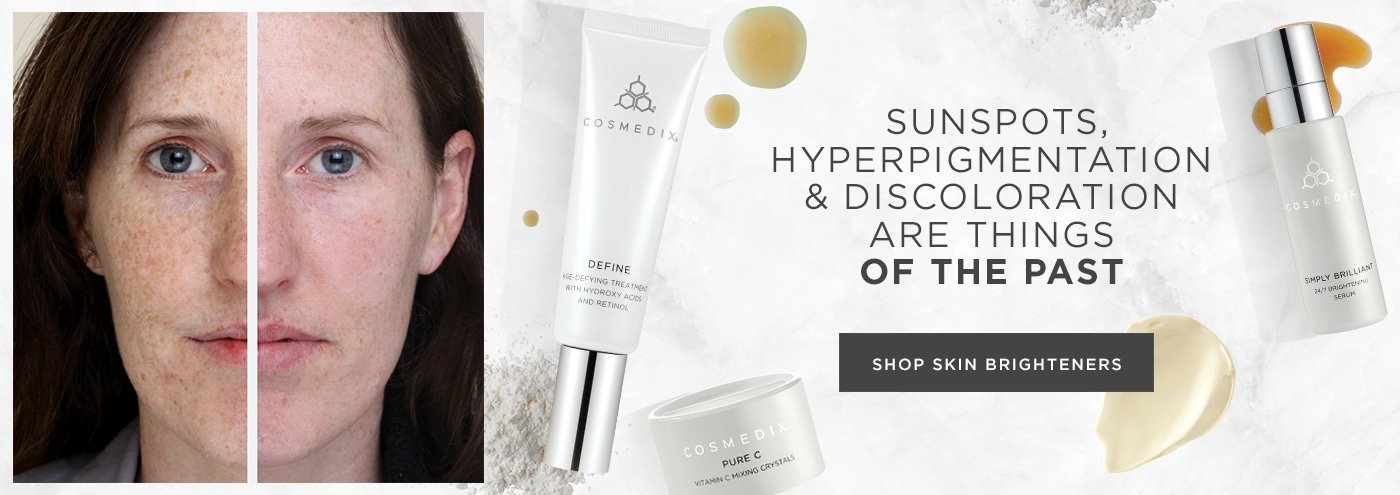 COSMEDIX
DEFINE
AGE-DEFYING TREATMENT
WITH HYDROXY ACIDS
AND RETINOL
COSMEDIX
PURE C
VITAMIN C MIXING CRYSTALS
SUNSPOTS,
HYPERPIGMENTATION
& DISCOLORATION
ARE THINGS
OF THE PAST
SHOP SKIN BRIGHTENERS
COSMEDIX
SIMPLY BRILLIANT
24/7 BRIGHTENING
SERUM